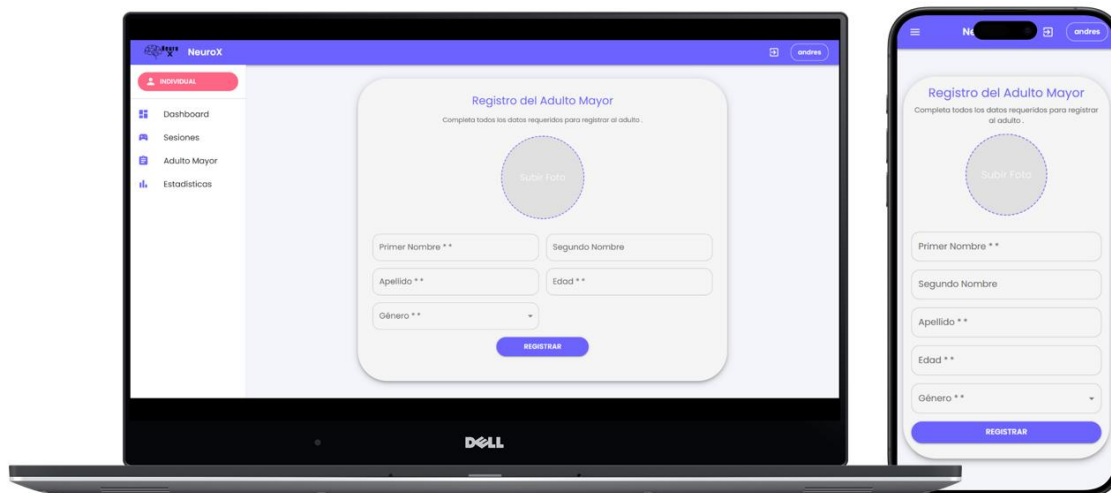 Neuro X NeuroX andres
INDIVIDUAL
Dashboard
Sesiones
Adulto Mayor
Estadísticas
Registro del Adulto Mayor
Completa todos los datos requeridos para registrar al adulto .
Subir Foto
Primer Nombre * * Segundo Nombre
Apellido * * Edad * *
Género * *
REGISTRAR
DELL
Ne andres
Registro del Adulto Mayor
Completa todos los datos requeridos para registrar
al adulto .
Subir Foto
Primer Nombre * *
Segundo Nombre
Apellido * *
Edad * *
Género * *
REGISTRAR